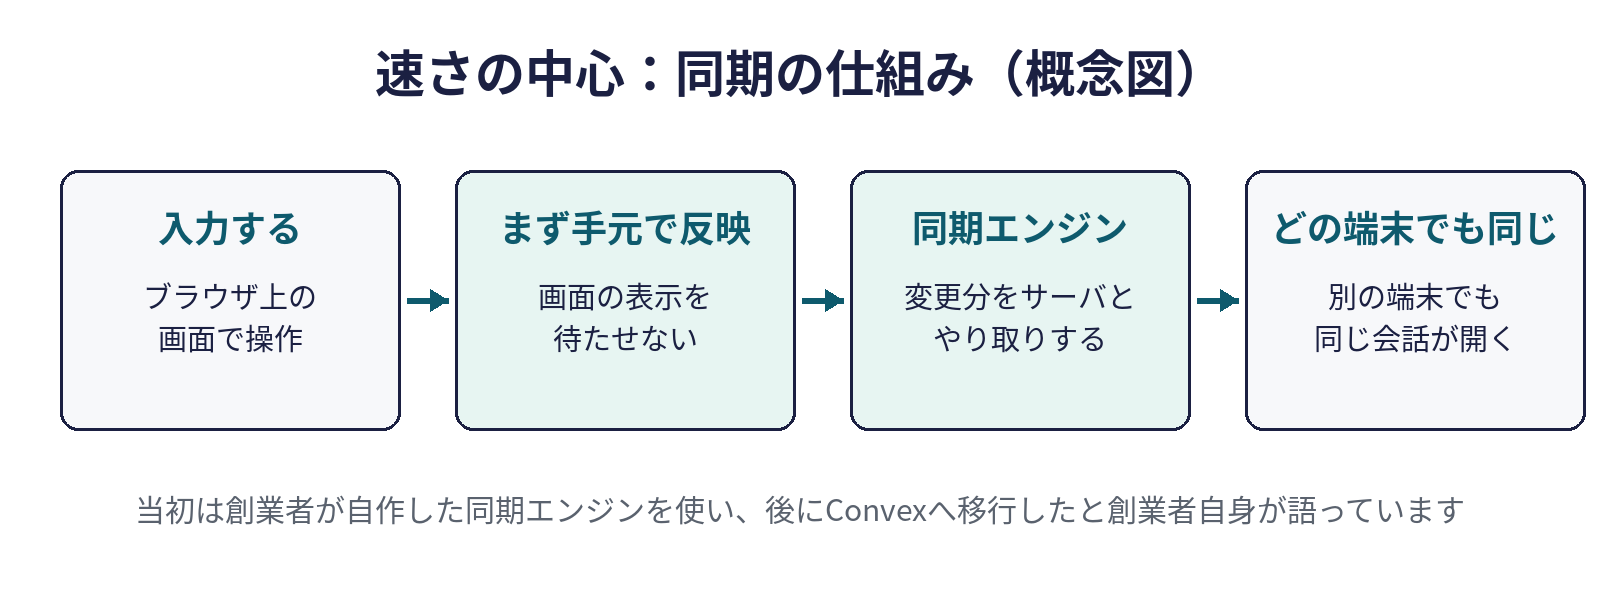 速さの中心：同期の仕組み（概念図）
入力する
ブラウザ上の
画面で操作
まず手元で反映
画面の表示を
待たせない
同期エンジン
変更分をサーバと
やり取りする
どの端末でも同じ
別の端末でも
同じ会話が開く
当初は創業者が自作した同期エンジンを使い、後にConvexへ移行したと創業者自身が語っています